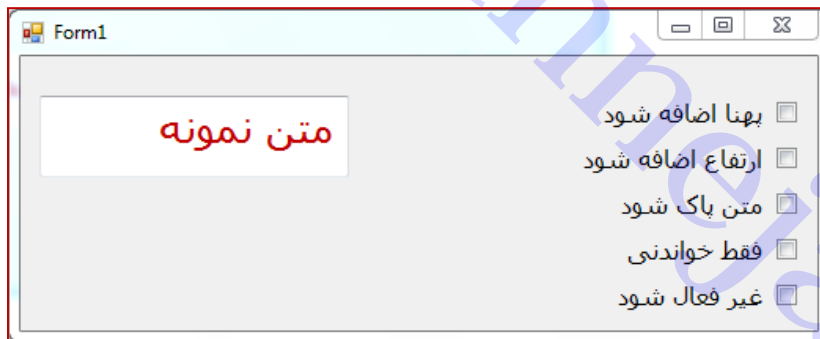 Form1
متن نمونه
پهنا اضافه شود
ارتفاع اضافه شود
متن پاک شود
فقط خواندنی
غیر فعال شود